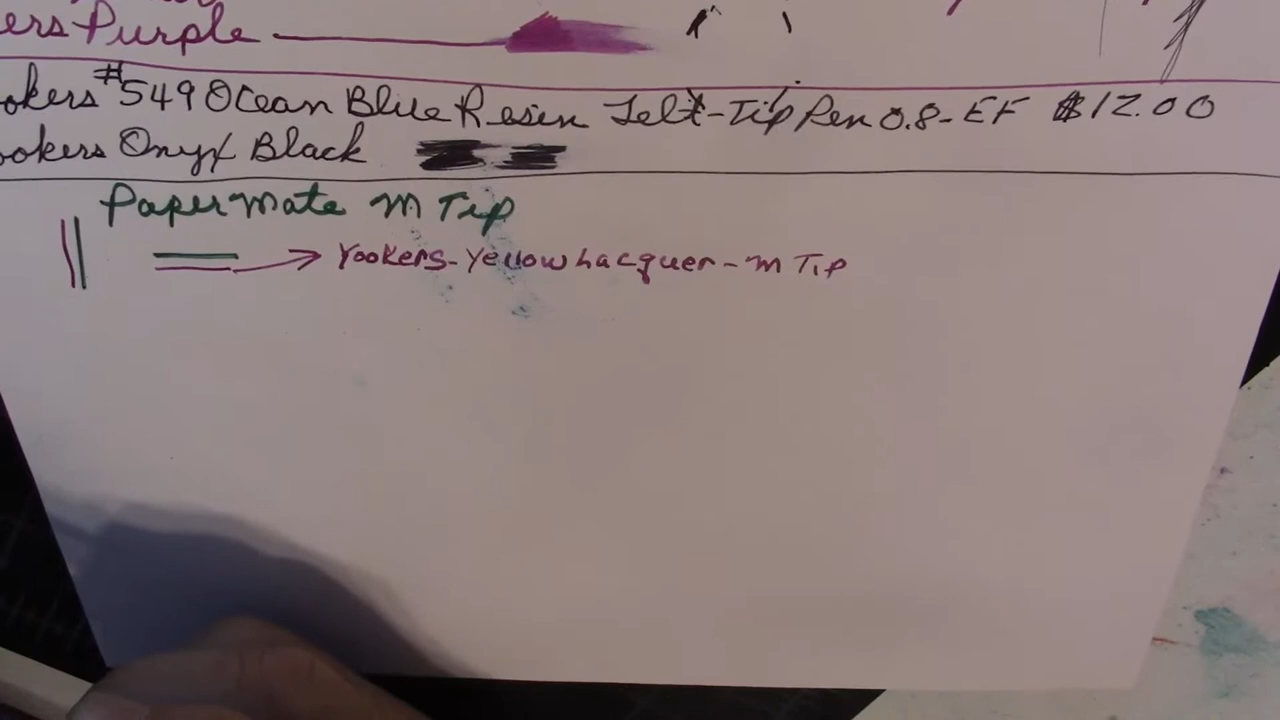 ers Purple
okers #549 Ocean Blue Resin Felt-Tip Pen 0.8-EF $12.00
ookers Onyx Black
PaperMate M Tip
Yookers-Yellow Lacquer-M Tip